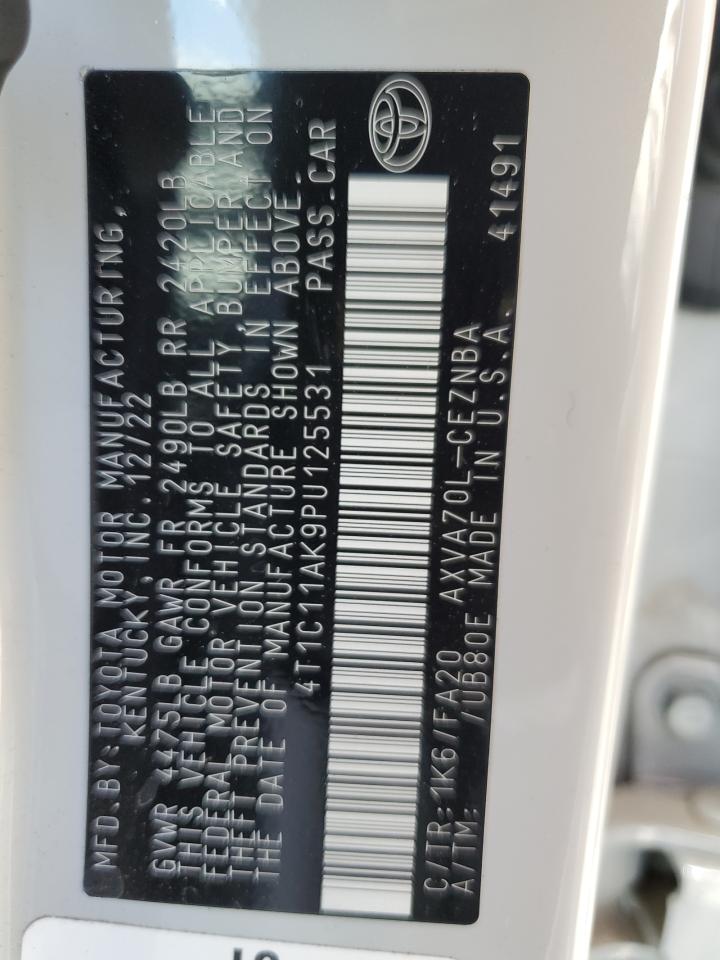 MFD.BY:TOYOTA MOTOR MANUFACTURING,
KENTUCKY, INC. 12/22
GVWR 4475LB GAWR FR 2490LB RR 2420LB
THIS VEHICLE CONFORMS TO ALL APPLICABLE
FEDERAL MOTOR VEHICLE SAFETY, BUMPER AND
THEFT PREVENTION STANDARDS IN EFFECT ON
THE DATE OF MANUFACTURE SHOWN ABOVE.
4T1C11AK9PU125531 PASS.CAR
C/TR: 1K6/FA20 AXVA70L-CEZNBA
A/TM: /UB80E MADE IN U.S.A. 41491